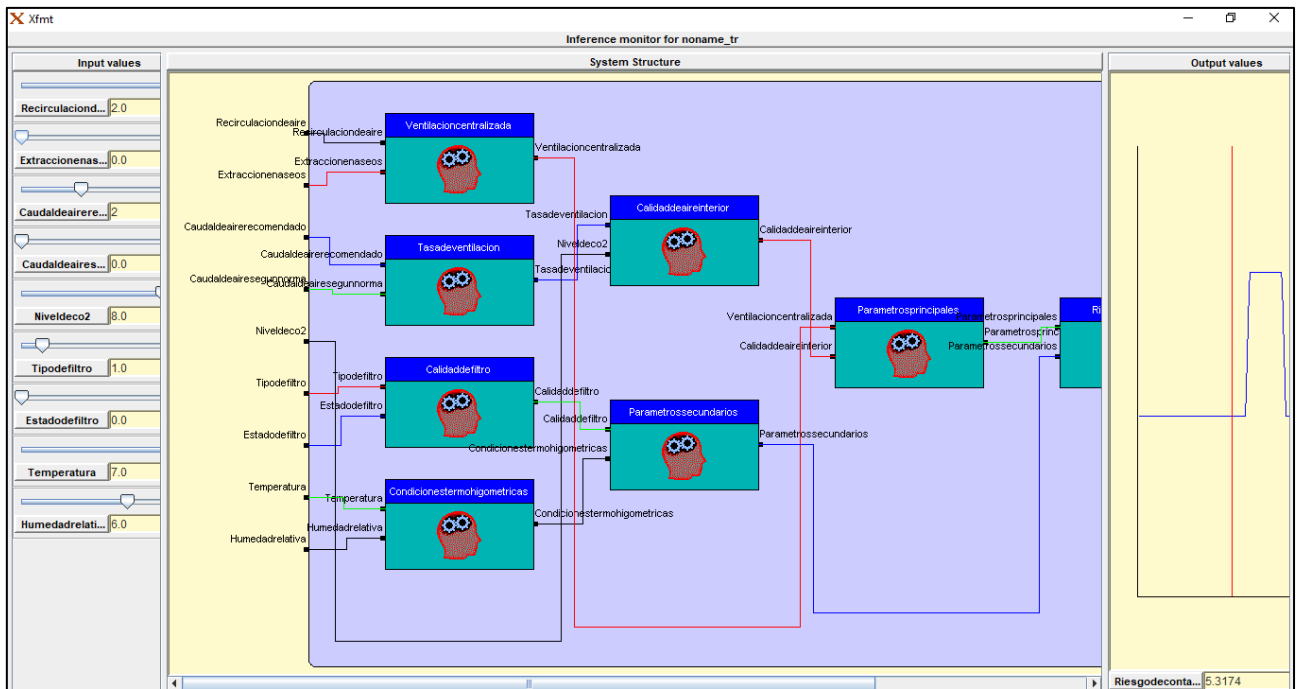 Xfmt
Inference monitor for noname_tr
Input values
Recirculaciond... 2.0
Extraccionenas... 0.0
Caudaldeairere... 2
Caudaldeaires... 0.0
Niveldeco2 8.0
Tipodefiltro 1.0
Estadodefiltro 0.0
Temperatura 7.0
Humedadrelati... 6.0
System Structure
Recirculaciondeaire
Extraccionenaseos
Caudaldeairerecomendado
Caudaldeairesegunnorma
Niveldeco2
Tipodefiltro
Estadodefiltro
Temperatura
Humedadrelativa
Recirculaciondeaire
Extraccionenaseos
Ventilacioncentralizada
Ventilacioncentralizada
Caudaldeairerecomendado
Caudaldeairesegunnorma
Tasadeventilacion
Tasadeventilacic
Tipodefiltro
Estadodefiltro
Calidaddefiltro
Calidaddefiltro
Temperatura
Humedadrelativa
Condicionestermohigometricas
Condicionestermohigometricas
Tasadeventilacion
Niveldeco2
Calidaddeaireinterior
Calidaddeaireinterior
Calidaddefiltro
Condicionestermohigometricas
Parametrossecundarios
Parametrossecundarios
Ventilacioncentralizada
Calidaddeaireinterior
Parametrosprincipales
Parametrosprinc
Parametrosprincipales
Parametrossecundarios
Ri
Output values
Riesgodeconta... 5.3174